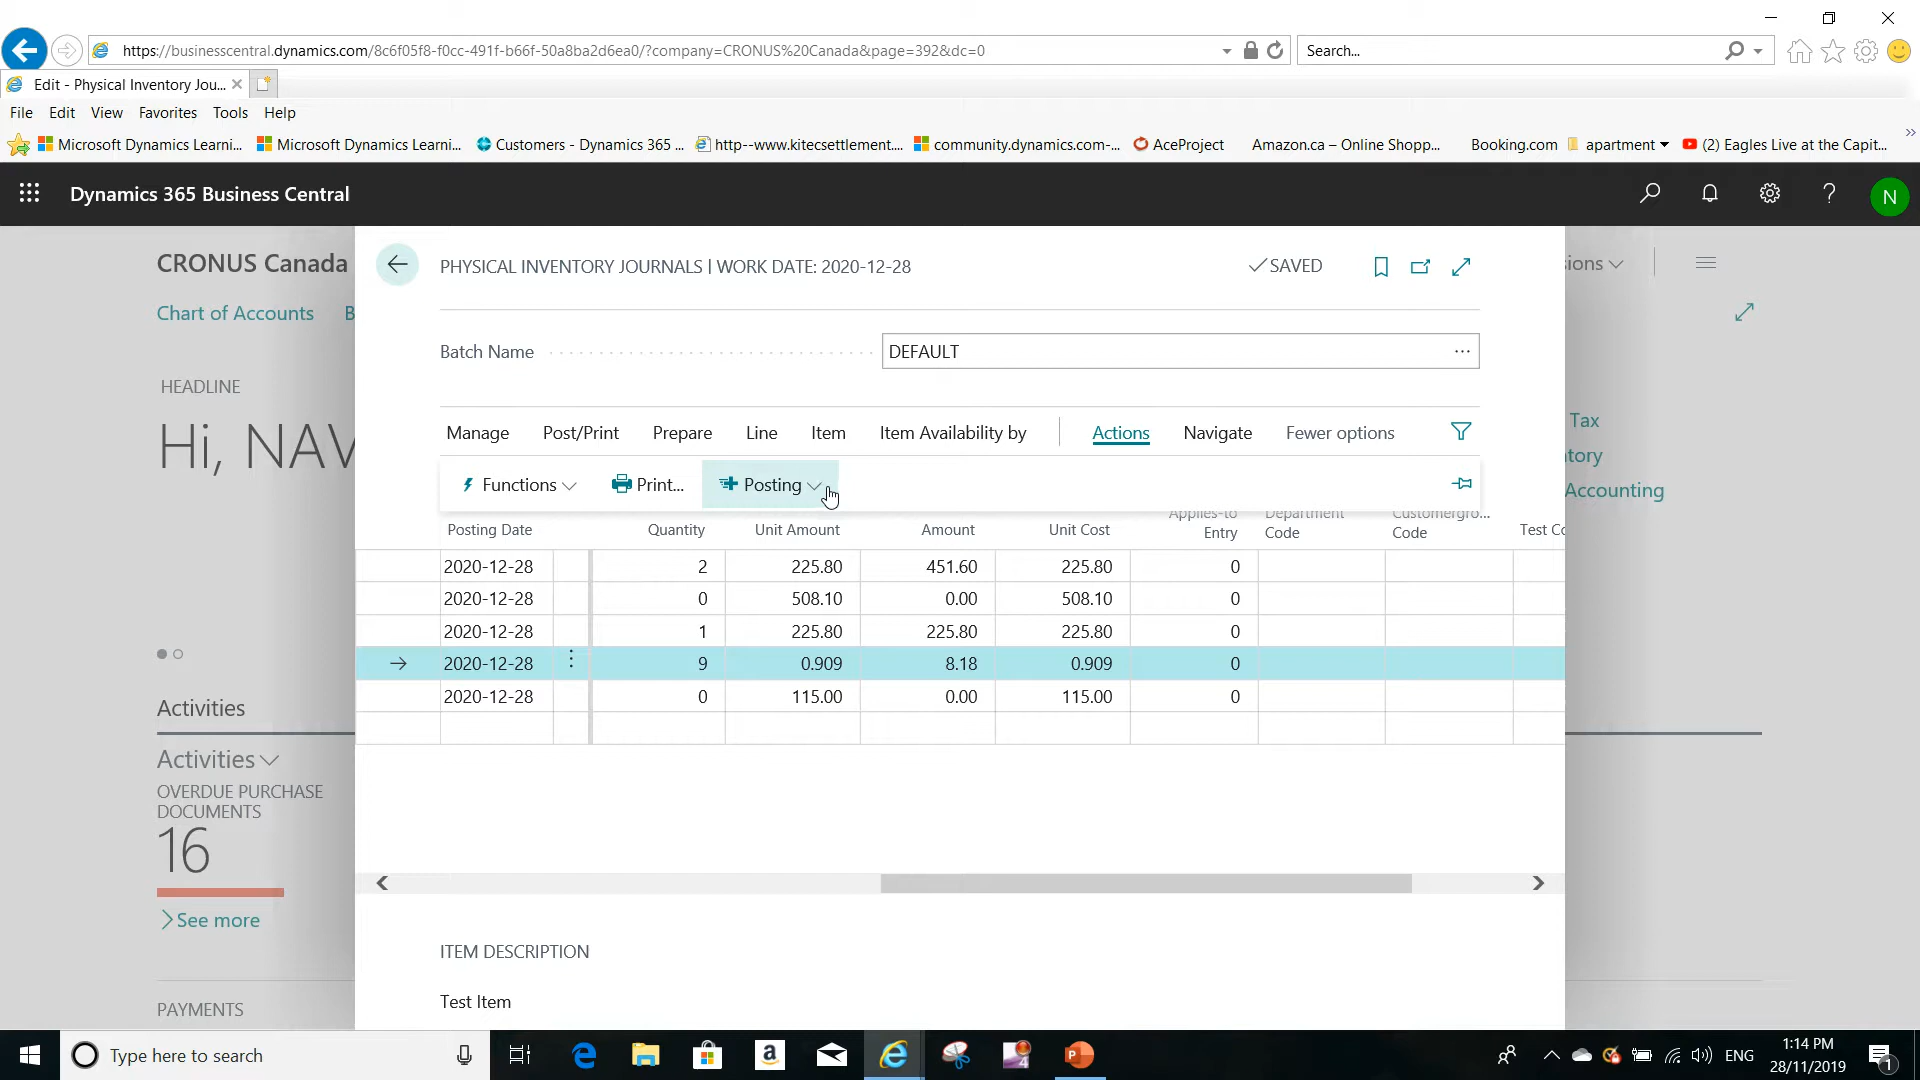 https://businesscentral.dynamics.com/8c6f05f8-f0cc-491f-b66f-50a8ba2d6ea0/?company=CRONUS%20Canada&page=392&dc=0
Search...
Edit - Physical Inventory Jou...
File Edit View Favorites Tools Help
Microsoft Dynamics Learni... Microsoft Dynamics Learni... Customers - Dynamics 365 ... http--www.kitecsettlement.... community.dynamics.com-... AceProject Amazon.ca – Online Shopp... Booking.com apartment (2) Eagles Live at the Capit...
Dynamics 365 Business Central
N
CRONUS Canada
PHYSICAL INVENTORY JOURNALS | WORK DATE: 2020-12-28
SAVED
sions
Chart of Accounts B
Batch Name DEFAULT ...
HEADLINE
Hi, NAV
Tax
tory
Accounting
Manage Post/Print Prepare Line Item Item Availability by Actions Navigate Fewer options
Functions Print... Posting
Posting Date Quantity Unit Amount Amount Unit Cost Applies-to Entry Department Code Customergro... Code Test Co
2020-12-28 2 225.80 451.60 225.80 0
2020-12-28 0 508.10 0.00 508.10 0
2020-12-28 1 225.80 225.80 225.80 0
2020-12-28 9 0.909 8.18 0.909 0
2020-12-28 0 115.00 0.00 115.00 0
Activities
Activities
OVERDUE PURCHASE
DOCUMENTS
16
See more
ITEM DESCRIPTION
Test Item
PAYMENTS
Type here to search
ENG
1:14 PM
28/11/2019
1